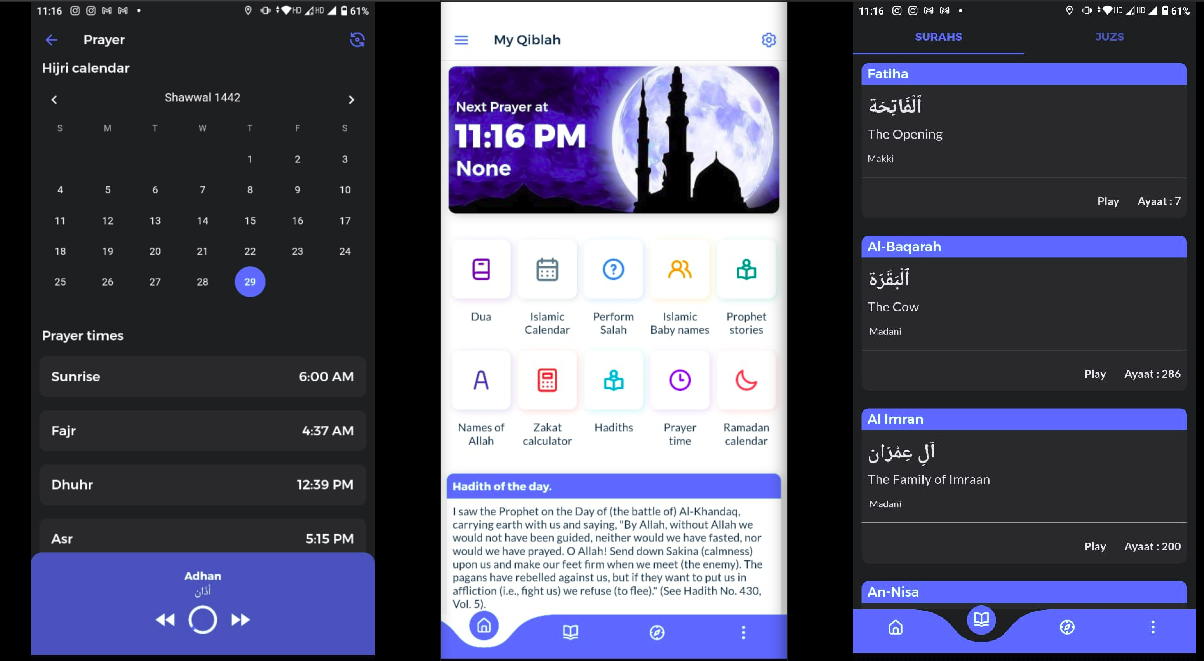 11:16 HD HD 61%
Prayer
Hijri calendar
Shawwal 1442
S M T W T F S
1 2 3
4 5 6 7 8 9 10
11 12 13 14 15 16 17
18 19 20 21 22 23 24
25 26 27 28 29
Prayer times
Sunrise 6:00 AM
Fajr 4:37 AM
Dhuhr 12:39 PM
Asr 5:15 PM
Adhan
أذان
My Qiblah
Next Prayer at
11:16 PM
None
Dua
Islamic
Calendar
Perform
Salah
Islamic
Baby names
Prophet
stories
Names of
Allah
Zakat
calculator
Hadiths
Prayer
time
Ramadan
calendar
Hadith of the day.
I saw the Prophet on the Day of (the battle of) Al-Khandaq,
carrying earth with us and saying, "By Allah, without Allah we
would not have been guided, neither would we have fasted, nor
would we have prayed. O Allah! Send down Sakina (calmness)
upon us and make our feet firm when we meet (the enemy). The
pagans have rebelled against us, but if they want to put us in
affliction (i.e., fight us) we refuse (to flee)." (See Hadith No. 430,
Vol. 5).
11:16 HD HD 61%
SURAHS JUZS
Fatiha
ٱلْفَاتِحَة
The Opening
Makki
Play Ayaat : 7
Al-Baqarah
ٱلْبَقَرَة
The Cow
Madani
Play Ayaat : 286
Al Imran
آلِ عِمْرَان
The Family of Imraan
Madani
Play Ayaat : 200
An-Nisa